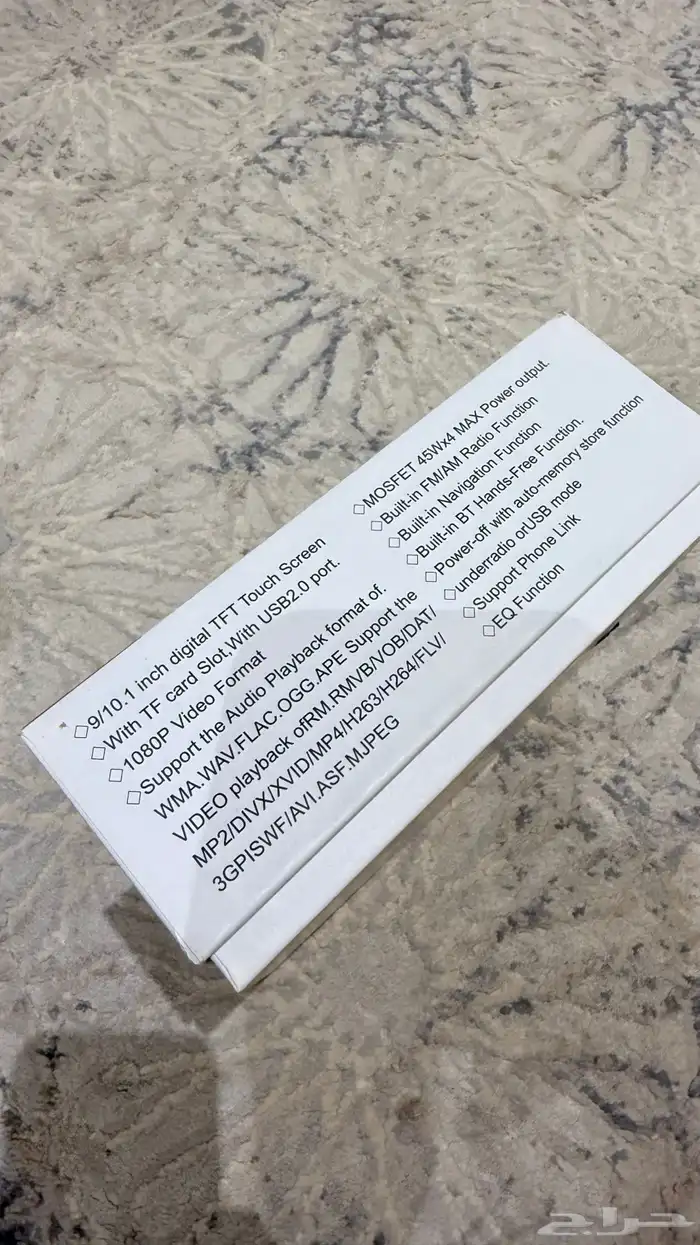 ◇9/10.1 inch digital TFT Touch Screen
◇With TF card Slot.With USB2.0 port.
◇1080P Video Format
◇Support the Audio Playback format of.
WMA.WAV.FLAC.OGG.APE Support the
VIDEO playback ofRM.RMVB/VOB/DAT/
MP2/DIVX/XVID/MP4/H263/H264/FLV/
3GPISWF/AVI.ASF.MJPEG
◇MOSFET 45Wx4 MAX Power output.
◇Built-in FM/AM Radio Function
◇Built-in Navigation Function
◇Built-in BT Hands-Free Function.
◇Power-off with auto-memory store function
◇underradio orUSB mode
◇Support Phone Link
◇EQ Function
حراج